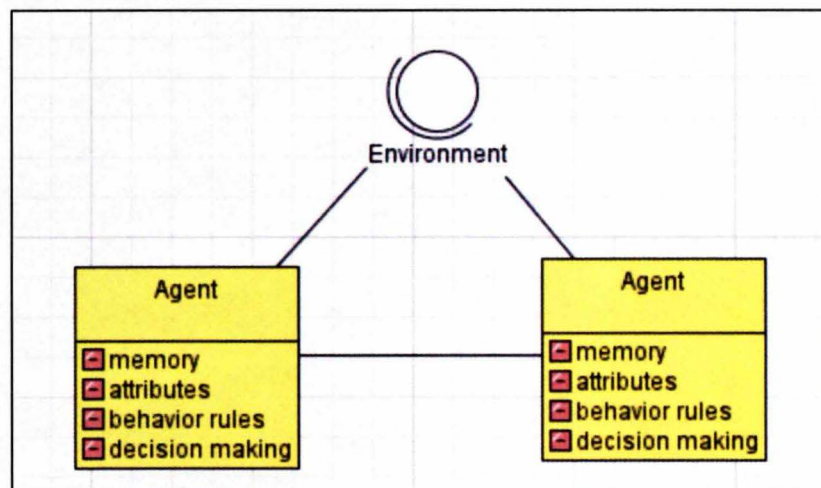 Environment
Agent
memory
attributes
behavior rules
decision making
Agent
memory
attributes
behavior rules
decision making